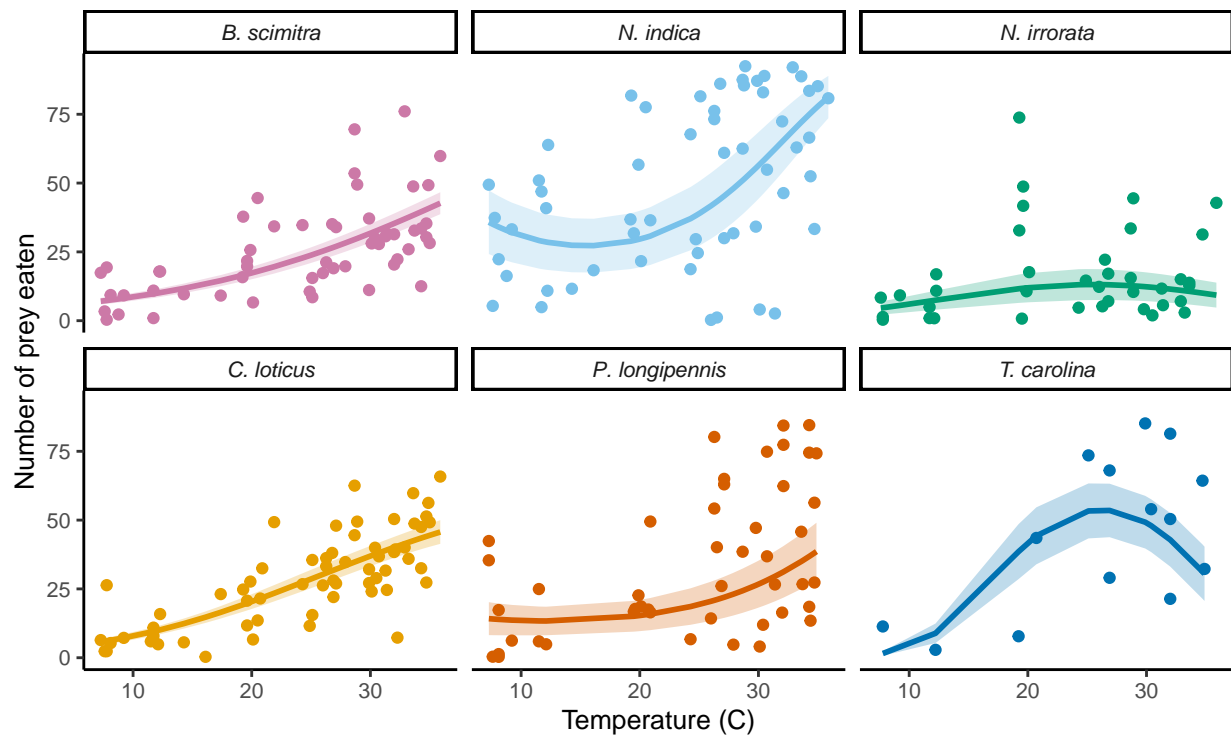 B. scimitra
N. indica
N. irrorata
75
50
25
0
C. loticus
P. longipennis
T. carolina
75
50
25
0
10
20
30
10
20
30
10
20
30
Number of prey eaten
Temperature (C)